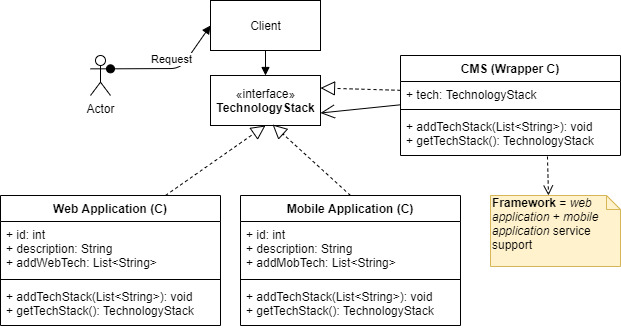 Client
Request
Actor
«interface»
TechnologyStack
CMS (Wrapper C)
+ tech: TechnologyStack
+ addTechStack(List<String>): void
+ getTechStack(): TechnologyStack
Web Application (C)
+ id: int
+ description: String
+ addWebTech: List<String>
+ addTechStack(List<String>): void
+ getTechStack(): TechnologyStack
Mobile Application (C)
+ id: int
+ description: String
+ addMobTech: List<String>
+ addTechStack(List<String>): void
+ getTechStack(): TechnologyStack
Framework = web
application + mobile
application service
support